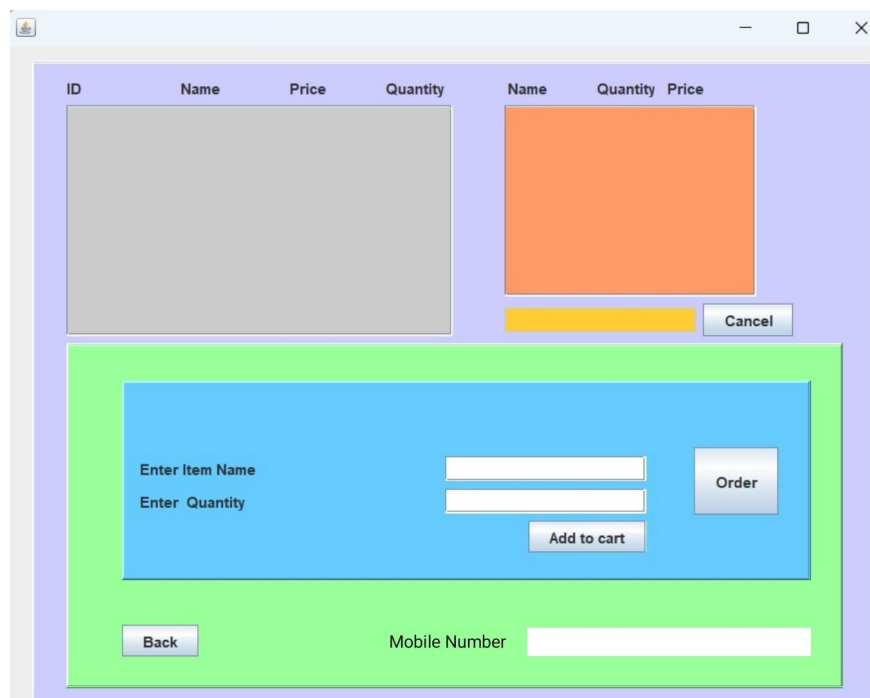 ID Name Price Quantity Name Quantity Price
Cancel
Enter Item Name
Order
Enter Quantity
Add to cart
Back Mobile Number